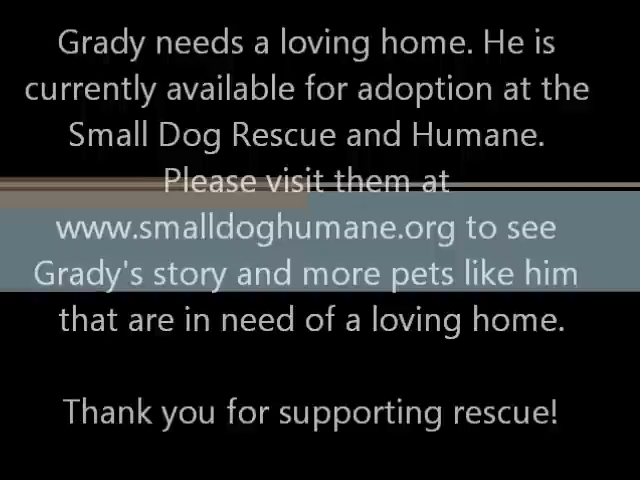 Grady needs a loving home. He is
currently available for adoption at the
Small Dog Rescue and Humane.
Please visit them at
www.smalldoghumane.org to see
Grady's story and more pets like him
that are in need of a loving home.
Thank you for supporting rescue!